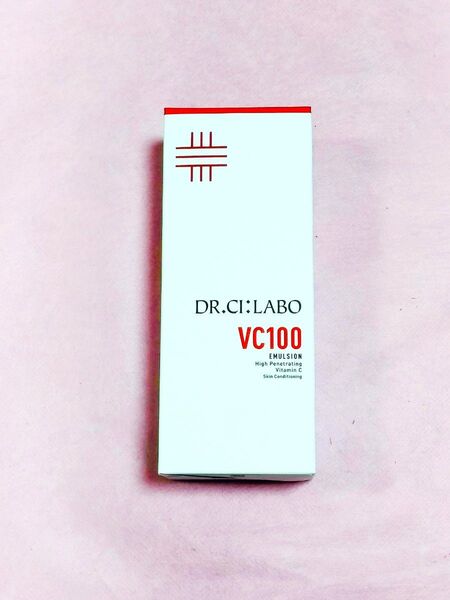 DR.CI:LABO
VC100
EMULSION
High Penetrating
Vitamin C
Skin Conditioning